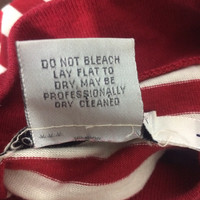 DO NOT BLEACH
LAY FLAT TO
DRY, MAY BE
PROFESSIONALLY
DRY CLEANED